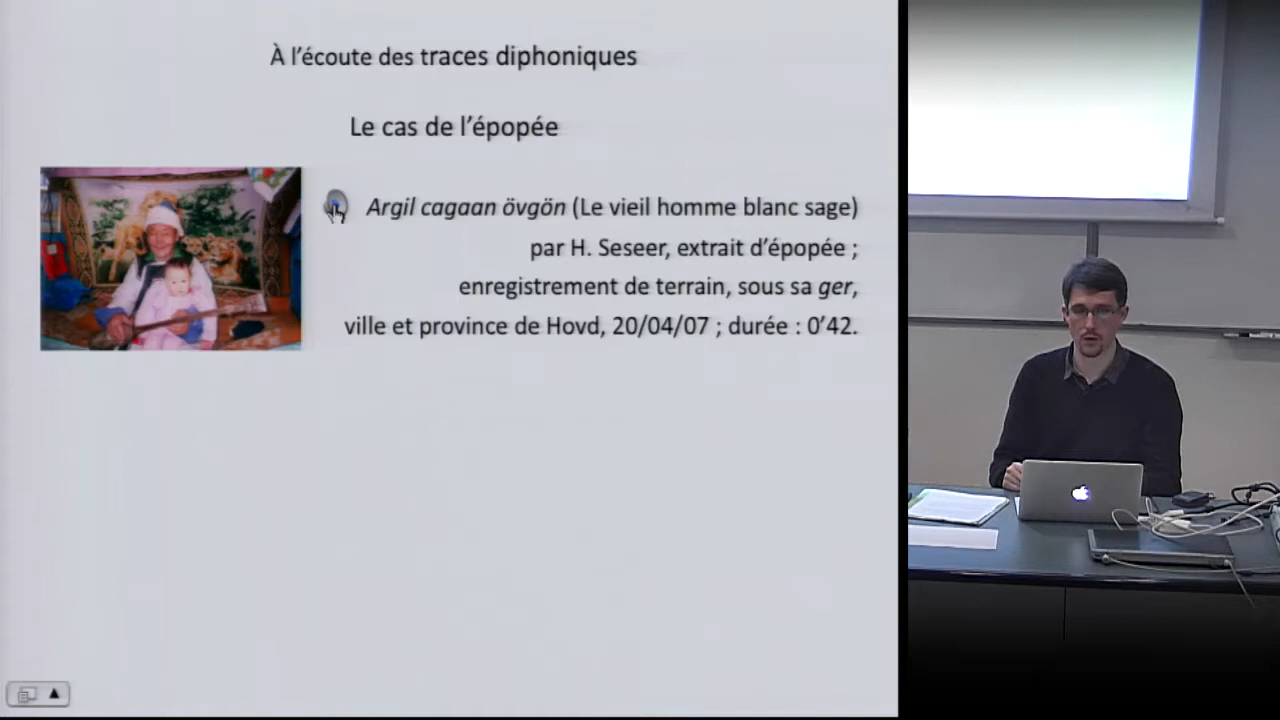 À l'écoute des traces diphoniques
Le cas de l'épopée
Argil cagaan övgön (Le vieil homme blanc sage)
par H. Seseer, extrait d'épopée ;
enregistrement de terrain, sous sa ger,
ville et province de Hovd, 20/04/07 ; durée : 0'42.